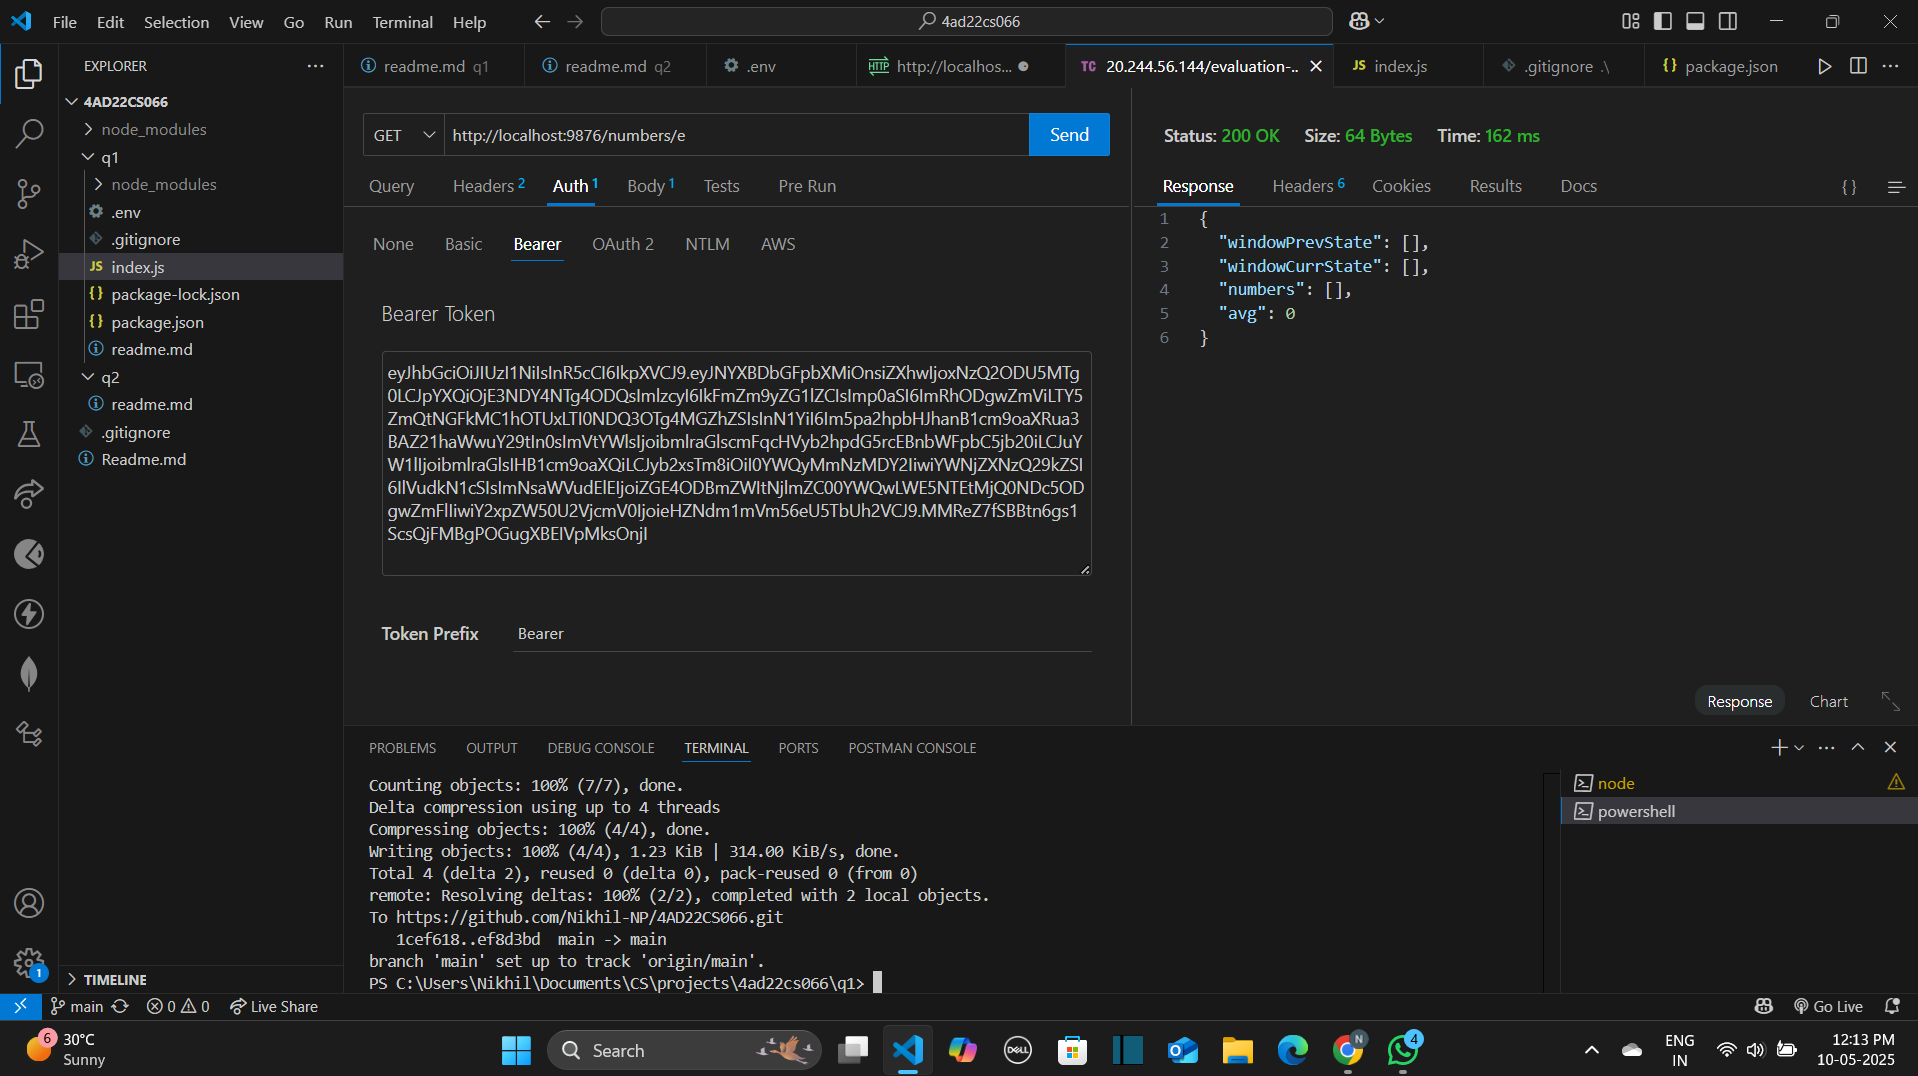 File Edit Selection View Go Run Terminal Help
4ad22cs066
EXPLORER
4AD22CS066
node_modules
q1
node_modules
.env
.gitignore
index.js
package-lock.json
package.json
readme.md
q2
readme.md
.gitignore
Readme.md
TIMELINE
readme.md q1
readme.md q2
.env
HTTP http://localhos...
TC 20.244.56.144/evaluation-..
JS index.js
.gitignore .\
{} package.json
GET http://localhost:9876/numbers/e Send
Query Headers 2 Auth 1 Body 1 Tests Pre Run
None Basic Bearer OAuth 2 NTLM AWS
Bearer Token
Token Prefix Bearer
Status: 200 OK Size: 64 Bytes Time: 162 ms
Response Headers 6 Cookies Results Docs {}
1 {
2 "windowPrevState": [],
3 "windowCurrState": [],
4 "numbers": [],
5 "avg": 0
6 }
Response Chart
PROBLEMS OUTPUT DEBUG CONSOLE TERMINAL PORTS POSTMAN CONSOLE
Counting objects: 100% (7/7), done.
Delta compression using up to 4 threads
Compressing objects: 100% (4/4), done.
Writing objects: 100% (4/4), 1.23 KiB | 314.00 KiB/s, done.
Total 4 (delta 2), reused 0 (delta 0), pack-reused 0 (from 0)
remote: Resolving deltas: 100% (2/2), completed with 2 local objects.
To https://github.com/Nikhil-NP/4AD22CS066.git
1cef618..ef8d3bd main -> main
branch 'main' set up to track 'origin/main'.
PS C:\Users\Nikhil\Documents\CS\projects\4ad22cs066\q1>
node
powershell
1
main 0 0 Live Share
Go Live
6
30°C
Sunny
Search
DELL
N
4
ENG
IN
12:13 PM
10-05-2025